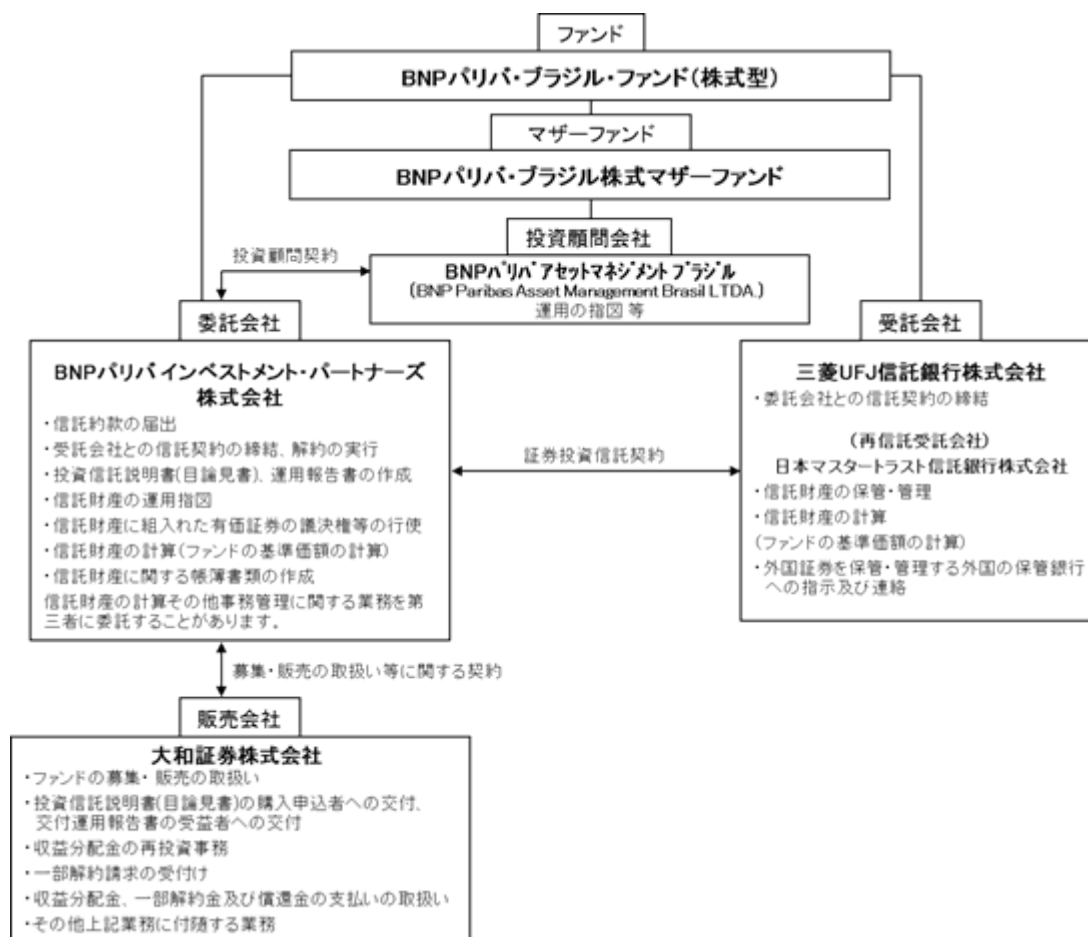 ファンド
BNPパリバ・ブラジル・ファンド(株式型)
マザーファンド
BNPパリバ・ブラジル株式マザーファンド
投資顧問会社
投資顧問契約
BNPパリバ アセットマネジメント ブラジル
(BNP Paribas Asset Management Brasil LTDA.)
運用の指図 等
委託会社
BNPパリバ インベストメント・パートナーズ
株式会社
・信託約款の届出
・受託会社との信託契約の締結、解約の実行
・投資信託説明書(目論見書)、運用報告書の作成
・信託財産の運用指図
・信託財産に組入れた有価証券の議決権等の行使
・信託財産の計算(ファンドの基準価額の計算)
・信託財産に関する帳簿書類の作成
信託財産の計算その他事務管理に関する業務を第
三者に委託することがあります。
証券投資信託契約
受託会社
三菱UFJ信託銀行株式会社
・委託会社との信託契約の締結
(再信託受託会社)
日本マスタートラスト信託銀行株式会社
・信託財産の保管・管理
・信託財産の計算
(ファンドの基準価額の計算)
・外国証券を保管・管理する外国の保管銀行
への指示及び連絡
募集・販売の取扱い等に関する契約
販売会社
大和証券株式会社
・ファンドの募集・販売の取扱い
・投資信託説明書(目論見書)の購入申込者への交付、
交付運用報告書の受益者への交付
・収益分配金の再投資事務
・一部解約請求の受付け
・収益分配金、一部解約金及び償還金の支払いの取扱い
・その他上記業務に付随する業務